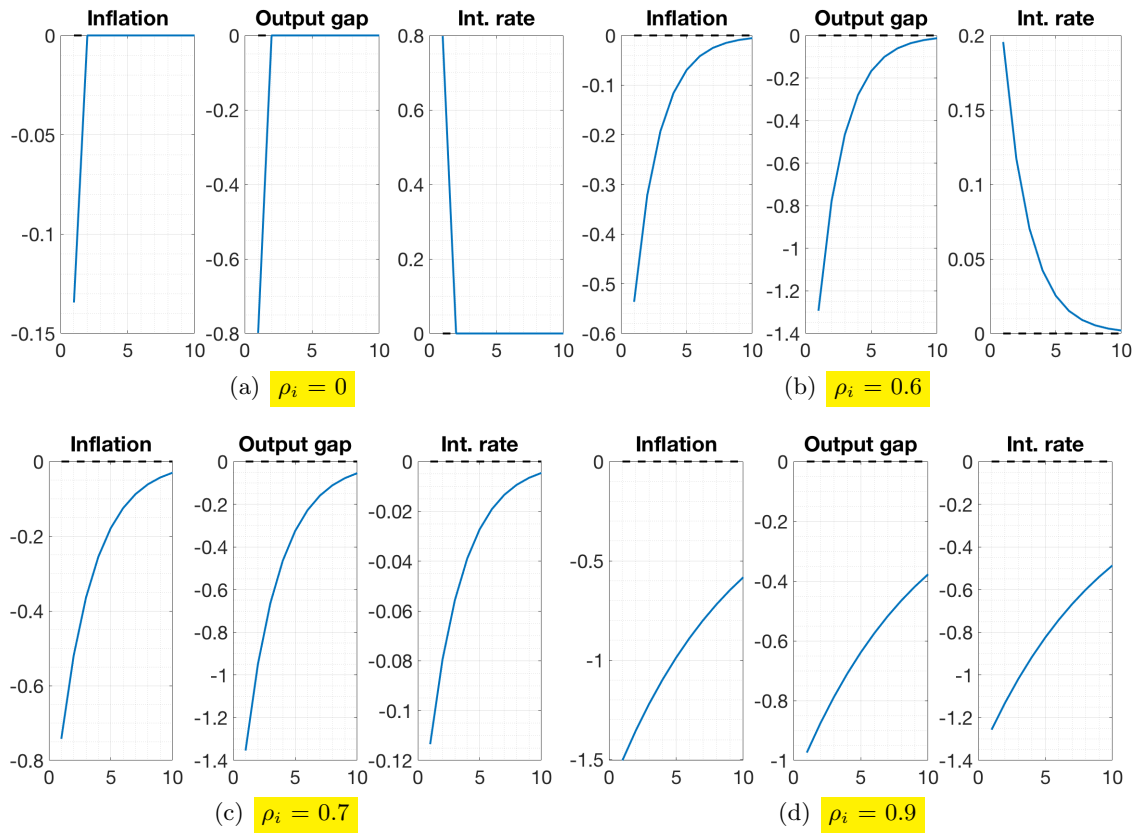 Inflation Output gap Int. rate Inflation Output gap Int. rate
0 0 0.8 0 0 0.2
-0.05 -0.2 0.6 -0.1 -0.2 0.15
-0.1 -0.4 0.4 -0.2 -0.4 0.1
-0.15 -0.6 0.2 -0.3 -0.6 0.05
-0.8 0 -0.4 -0.8 0
-0.5 -1
-0.6 -1.2
-1.4
0 5 10 0 5 10 0 5 10 0 5 10 0 5 10 0 5 10
(a) ρᵢ = 0 (b) ρᵢ = 0.6
Inflation Output gap Int. rate Inflation Output gap Int. rate
0 0 0 0 0 0
-0.2 -0.2 -0.02 -0.5 -0.2 -0.2
-0.4 -0.4 -0.04 -1 -0.4 -0.4
-0.6 -0.6 -0.06 -1.5 -0.6 -0.6
-0.8 -0.8 -0.08 -0.8 -0.8
-1 -0.1 -1 -1
-1.2 -0.12 -1.2
-1.4 -1.4
0 5 10 0 5 10 0 5 10 0 5 10 0 5 10 0 5 10
(c) ρᵢ = 0.7 (d) ρᵢ = 0.9